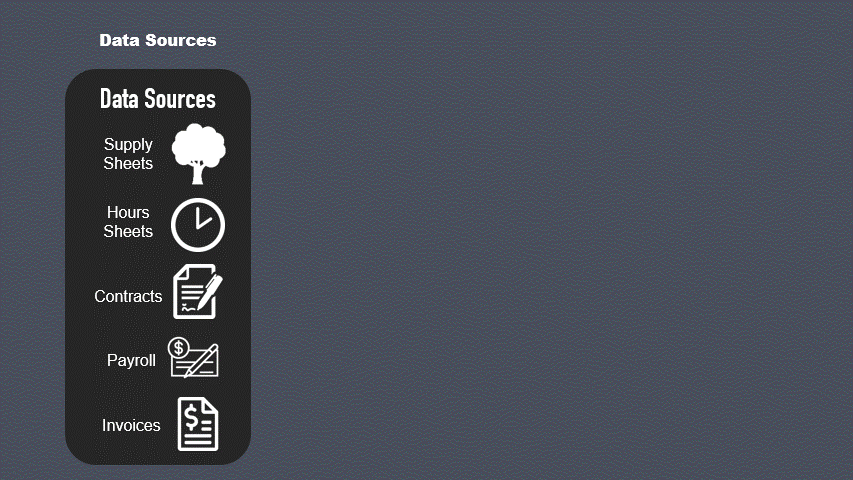 Data Sources
Data Sources
Supply
Sheets
Hours
Sheets
Contracts
$
Payroll
$
Invoices